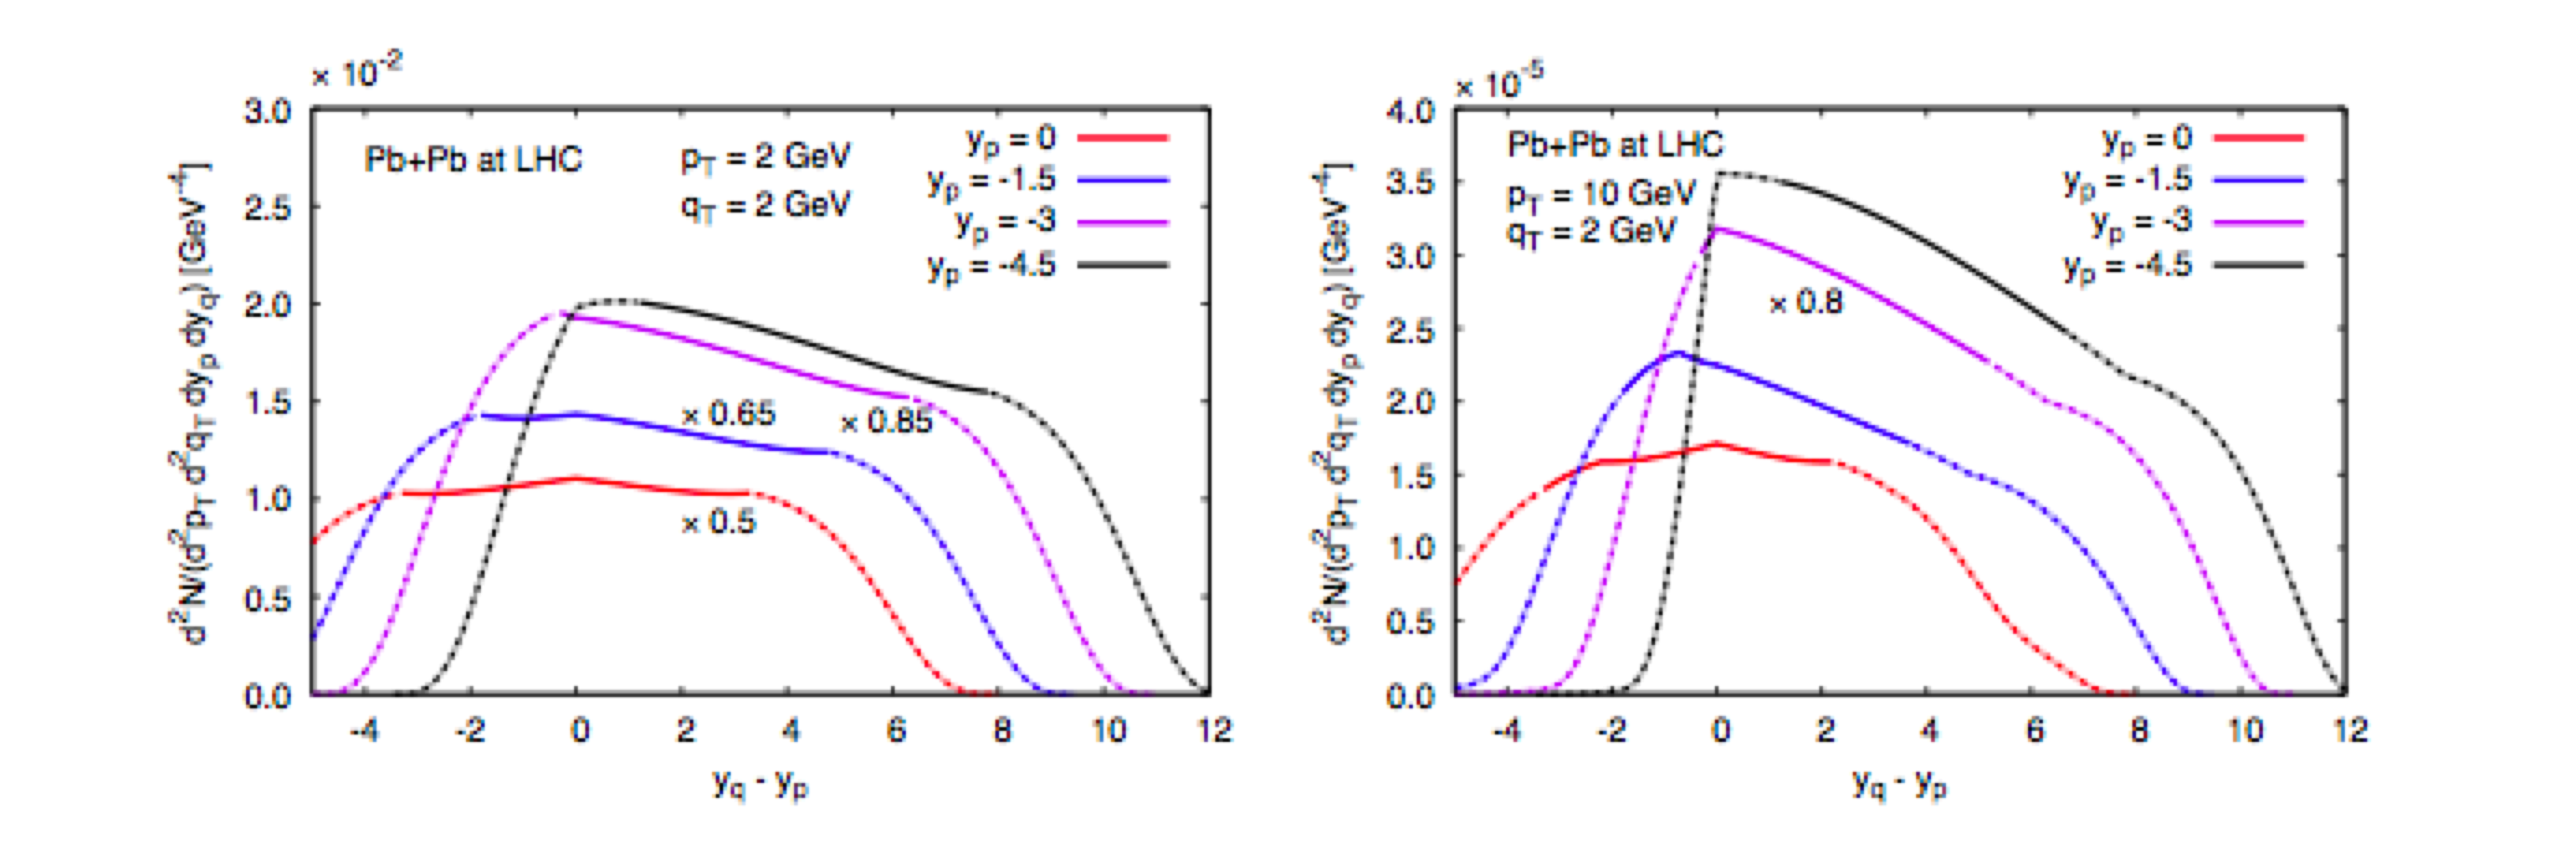 × 10⁻²
3.0
2.5
2.0
1.5
1.0
0.5
0.0
d²N/(d²p_T d²q_T dy_p dy_q) [GeV⁻⁴]
Pb+Pb at LHC
p_T = 2 GeV
q_T = 2 GeV
y_p = 0
y_p = -1.5
y_p = -3
y_p = -4.5
× 0.65
× 0.85
× 0.5
-4 -2 0 2 4 6 8 10 12
y_q - y_p
× 10⁻⁵
4.0
3.5
3.0
2.5
2.0
1.5
1.0
0.5
0.0
d²N/(d²p_T d²q_T dy_p dy_q) [GeV⁻⁴]
Pb+Pb at LHC
p_T = 10 GeV
q_T = 2 GeV
y_p = 0
y_p = -1.5
y_p = -3
y_p = -4.5
× 0.8
-4 -2 0 2 4 6 8 10 12
y_q - y_p